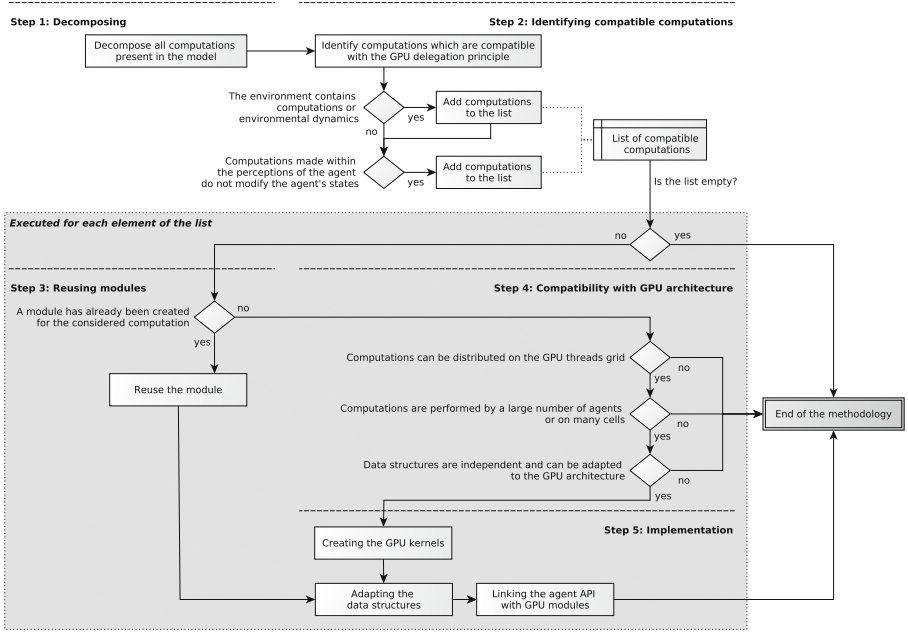 Step 1: Decomposing
Step 2: Identifying compatible computations
Decompose all computations
present in the model
Identify computations which are compatible
with the GPU delegation principle
The environment contains
computations or
environmental dynamics
yes
no
Add computations
to the list
List of compatible
computations
Computations made within
the perceptions of the agent
do not modify the agent's states
yes
Add computations
to the list
Is the list empty?
Executed for each element of the list
no
yes
Step 3: Reusing modules
Step 4: Compatibility with GPU architecture
A module has already been created
for the considered computation
no
yes
Reuse the module
Computations can be distributed on the GPU threads grid
no
yes
Computations are performed by a large number of agents
or on many cells
no
yes
End of the methodology
Data structures are independent and can be adapted
to the GPU architecture
no
yes
Step 5: Implementation
Creating the GPU kernels
Adapting the
data structures
Linking the agent API
with GPU modules